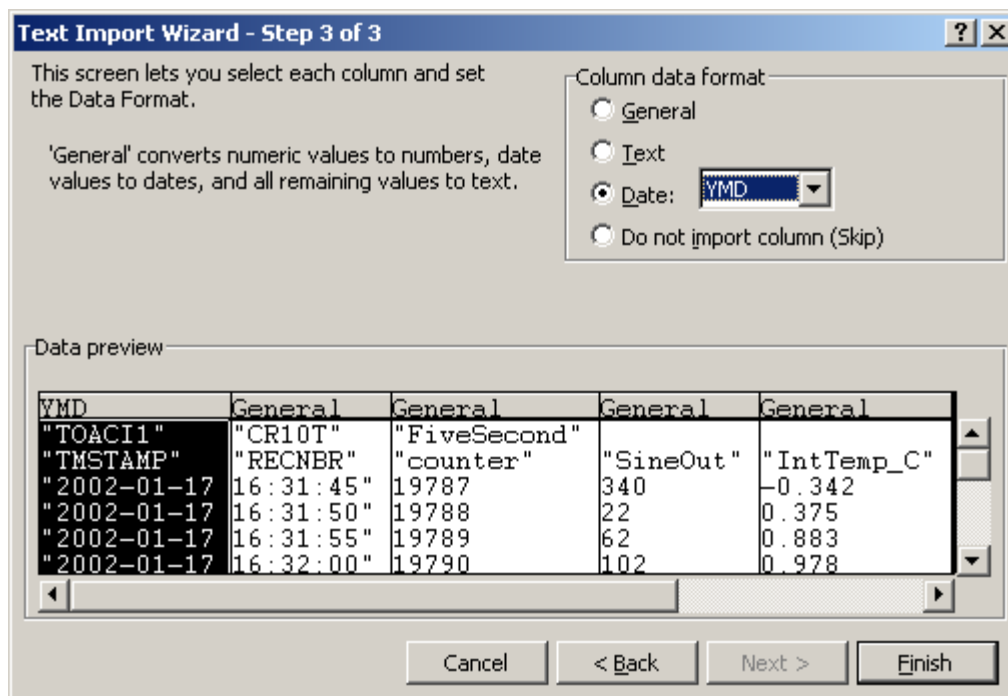 Text Import Wizard - Step 3 of 3
This screen lets you select each column and set
the Data Format.
'General' converts numeric values to numbers, date
values to dates, and all remaining values to text.
Column data format
General
Text
Date: YMD
Do not import column (Skip)
Data preview
YMD General General General General
"TOACI1" "CR10T" "FiveSecond"
"TMSTAMP" "RECNBR" "counter" "SineOut" "IntTemp_C"
"2002-01-17 16:31:45" 19787 340 -0.342
"2002-01-17 16:31:50" 19788 22 0.375
"2002-01-17 16:31:55" 19789 62 0.883
"2002-01-17 16:32:00" 19790 102 0.978
Cancel < Back Next > Finish